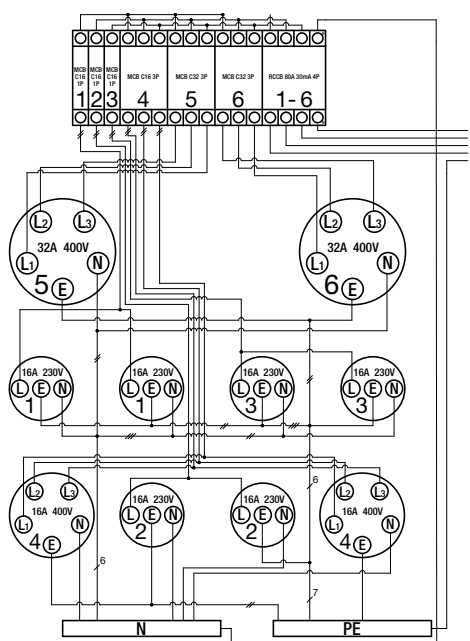 MCB C16 1P
MCB C16 1P
MCB C16 1P
MCB C16 3P
MCB C32 3P
MCB C32 3P
RCCB 80A 30mA 4P
1 2 3 4 5 6 1-6
L2 L3
32A 400V
L1 N
5 E
L2 L3
32A 400V
L1 N
6 E
16A 230V
L E N
1
16A 230V
L E N
1
16A 230V
L E N
3
16A 230V
L E N
3
6
L2 L3
16A 400V
L1 N
4 E
16A 230V
L E N
2
16A 230V
L E N
2
L2 L3
16A 400V
L1 N
4 E
6
7
N
PE